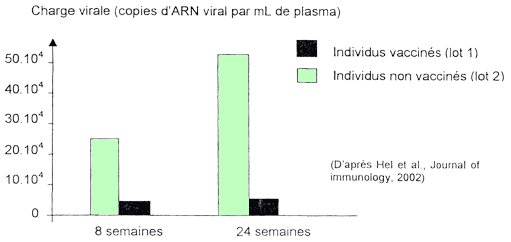 Charge virale (copies d'ARN viral par mL de plasma)
50.10⁴
40.10⁴
30.10⁴
20.10⁴
10.10⁴
0
Individus vaccinés (lot 1)
Individus non vaccinés (lot 2)
(D'après Hel et al., Journal of
immunology, 2002)
8 semaines
24 semaines